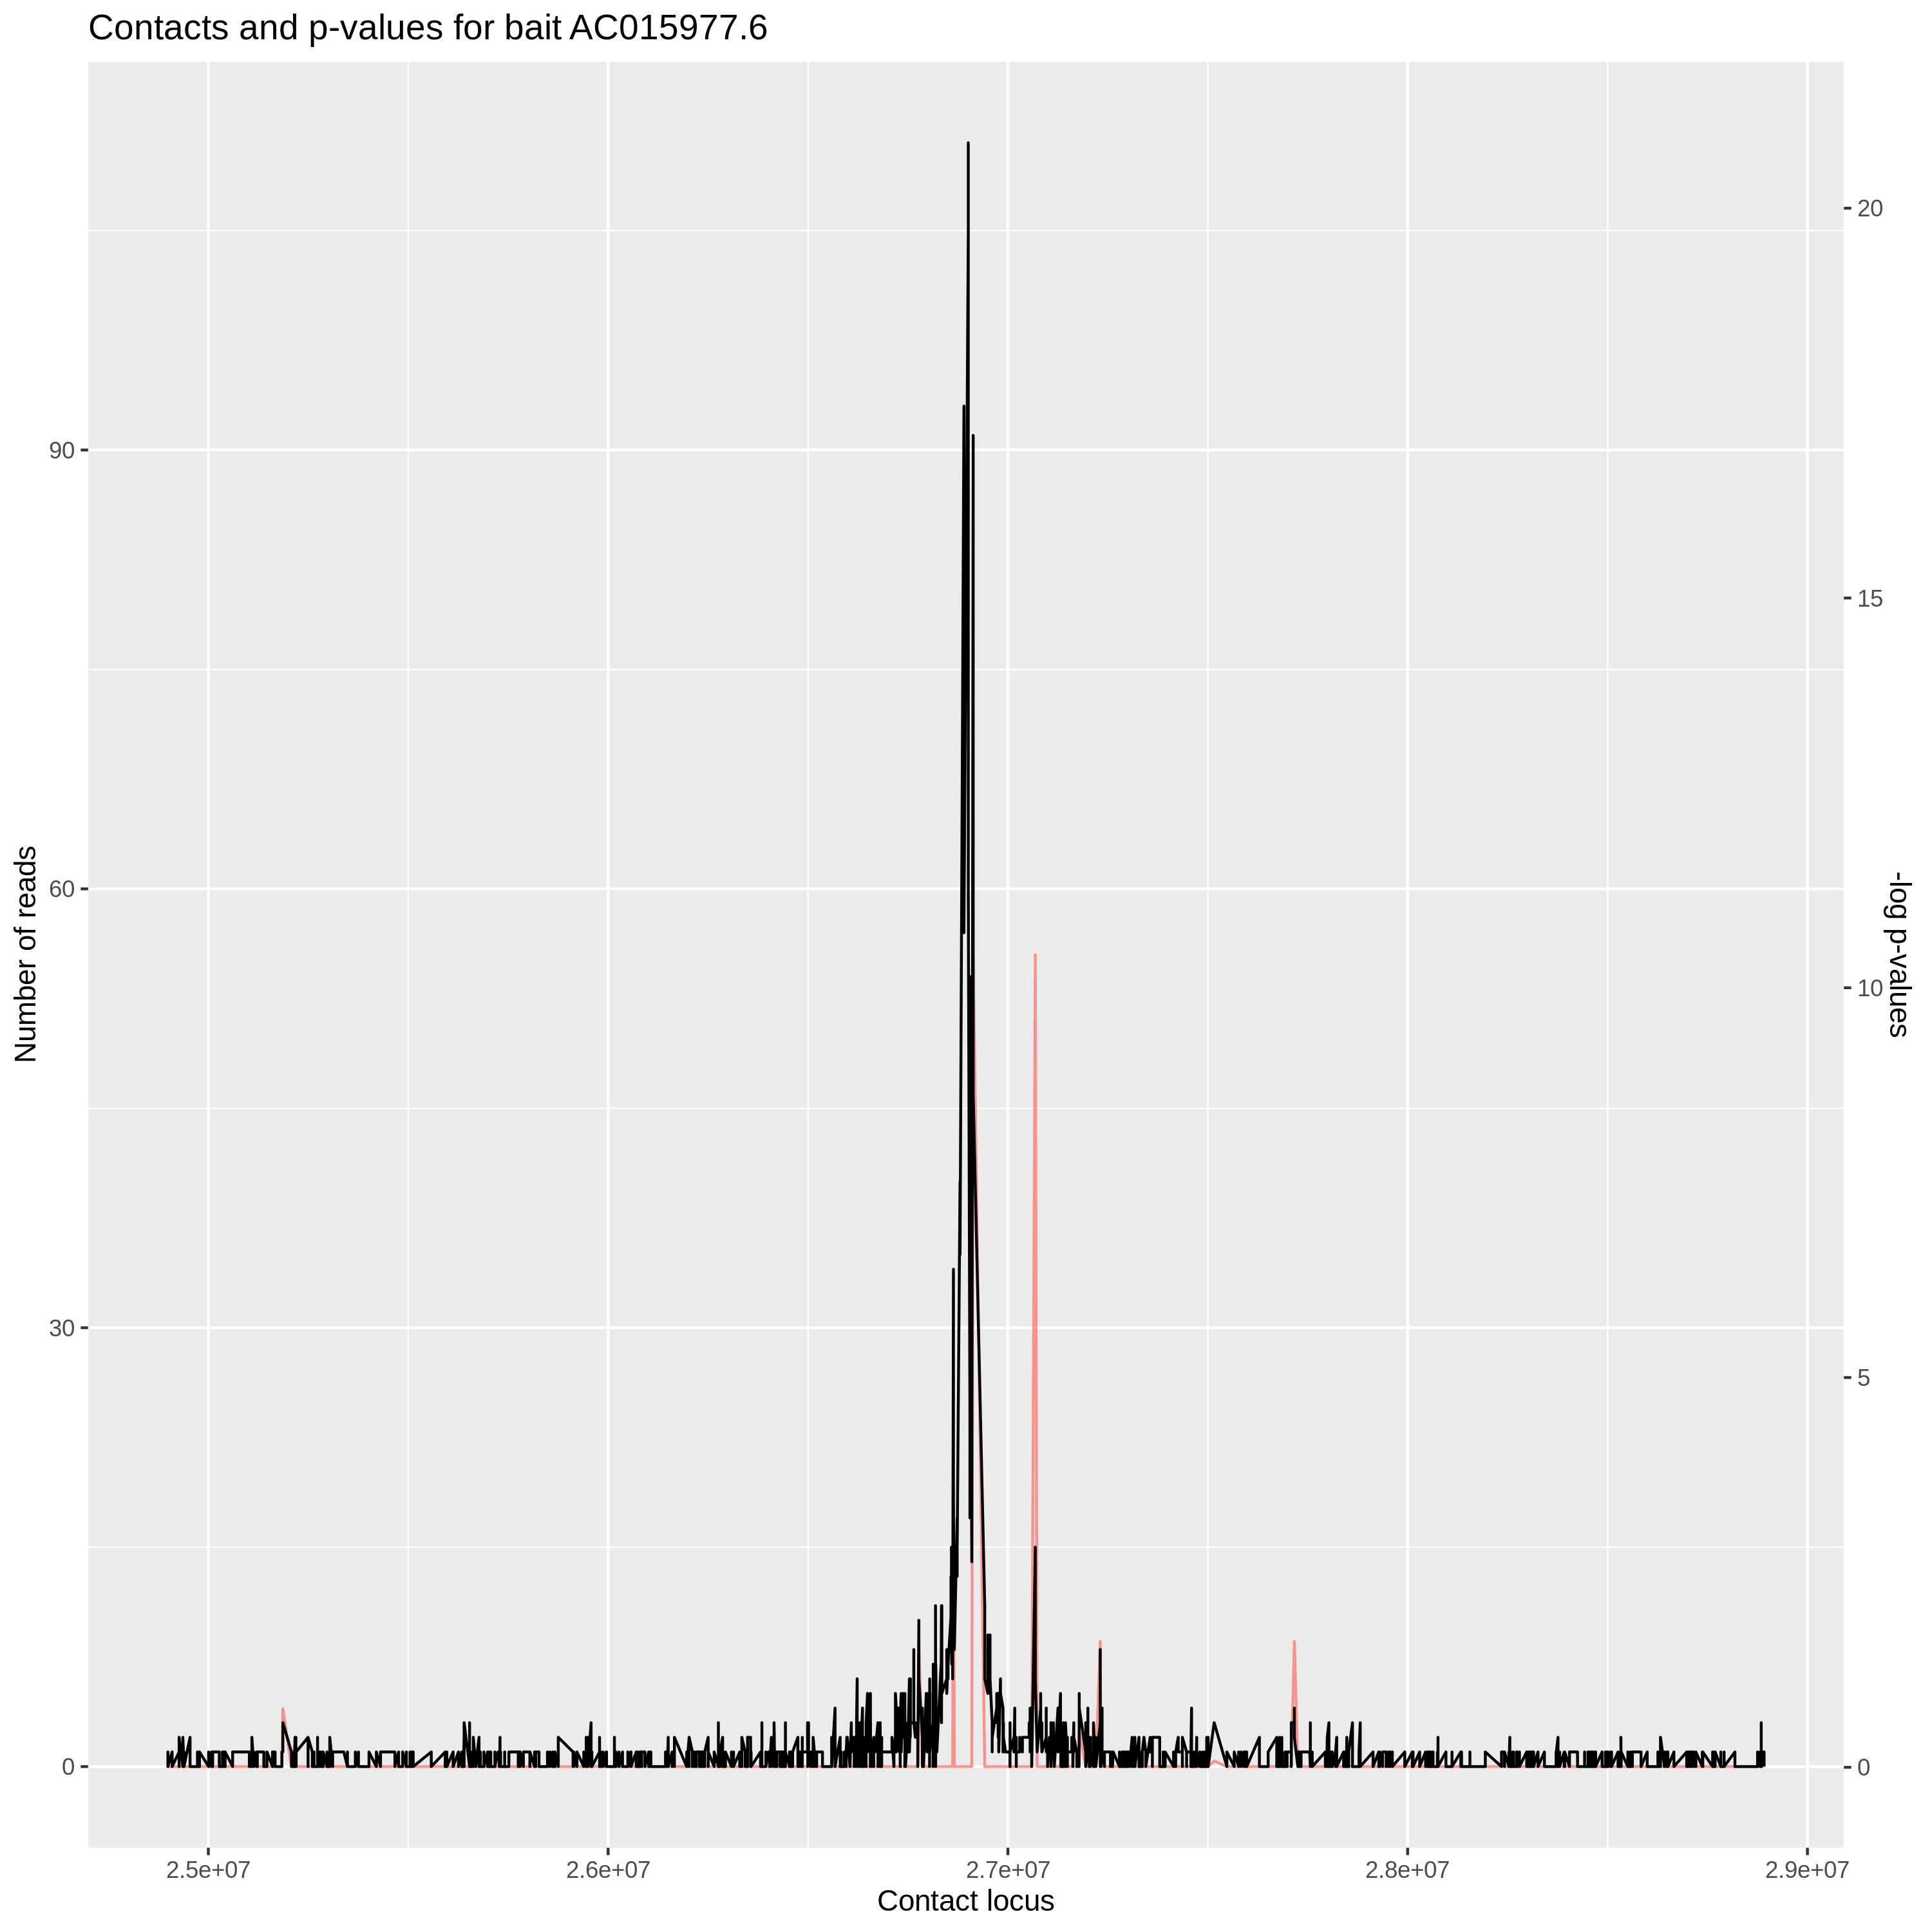 Contacts and p-values for bait AC015977.6
Number of reads
90
60
30
0
20
15
10
5
0
-log p-values
2.5e+07 2.6e+07 2.7e+07 2.8e+07 2.9e+07
Contact locus